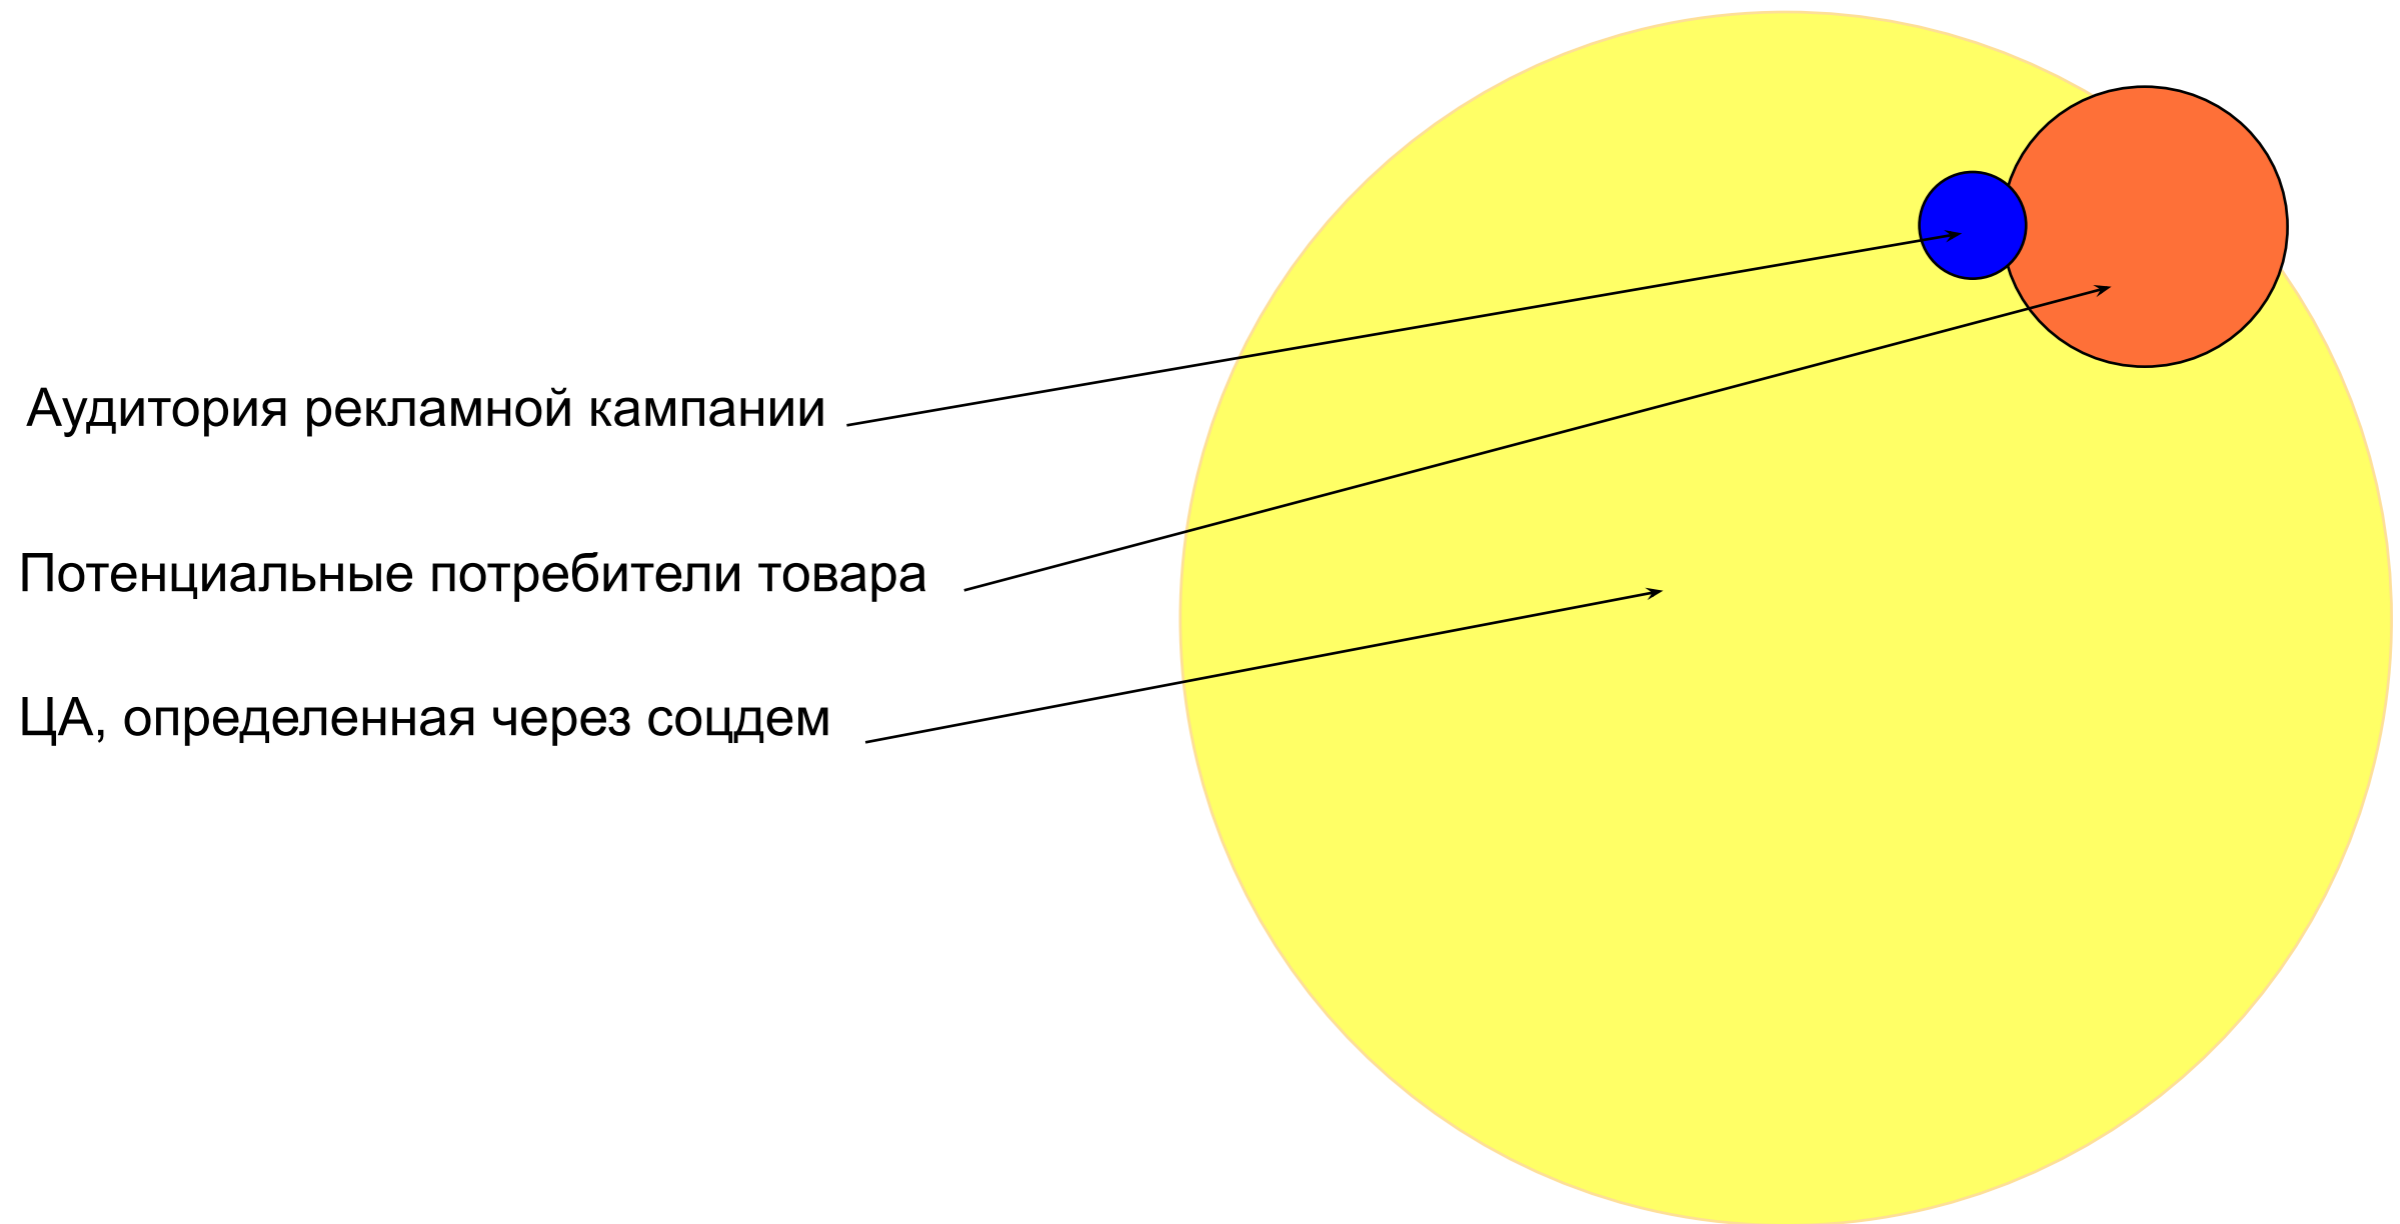 Аудитория рекламной кампании
Потенциальные потребители товара
ЦА, определенная через соцдем